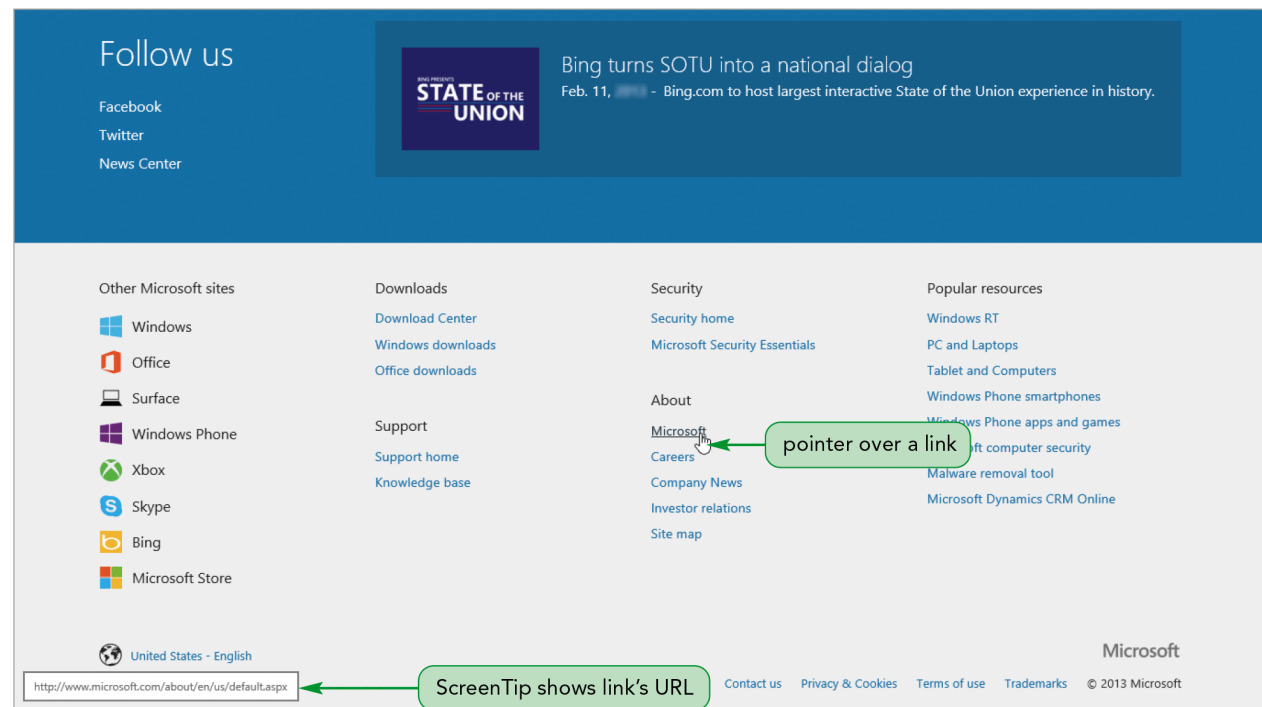 Follow us
Facebook
Twitter
News Center
BING PRESENTS
STATE OF THE
UNION
Bing turns SOTU into a national dialog
Feb. 11, - Bing.com to host largest interactive State of the Union experience in history.
Other Microsoft sites
Windows
Office
Surface
Windows Phone
Xbox
Skype
Bing
Microsoft Store
Downloads
Download Center
Windows downloads
Office downloads
Support
Support home
Knowledge base
Security
Security home
Microsoft Security Essentials
About
Microsoft
Careers
Company News
Investor relations
Site map
pointer over a link
Popular resources
Windows RT
PC and Laptops
Tablet and Computers
Windows Phone smartphones
Windows Phone apps and games
computer security
Malware removal tool
Microsoft Dynamics CRM Online
United States - English
Microsoft
http://www.microsoft.com/about/en/us/default.aspx
ScreenTip shows link's URL
Contact us Privacy & Cookies Terms of use Trademarks © 2013 Microsoft